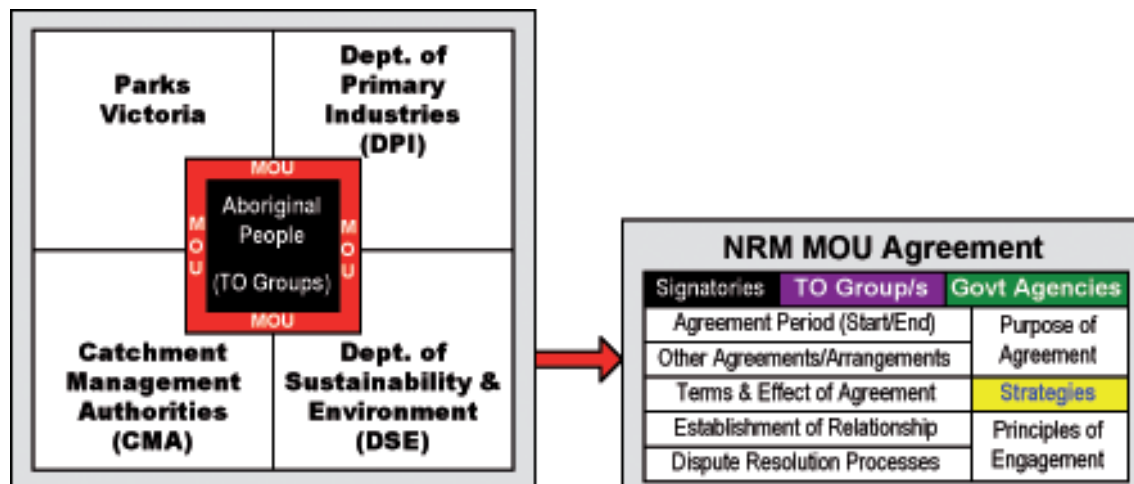 Parks
Victoria
Dept. of
Primary
Industries
(DPI)
MOU
MOU
Aboriginal
People
(TO Groups)
MOU
MOU
Catchment
Management
Authorities
(CMA)
Dept. of
Sustainability &
Environment
(DSE)
NRM MOU Agreement
Signatories TO Group/s Govt Agencies
Agreement Period (Start/End)
Other Agreements/Arrangements
Terms & Effect of Agreement
Establishment of Relationship
Dispute Resolution Processes
Purpose of
Agreement
Strategies
Principles of
Engagement